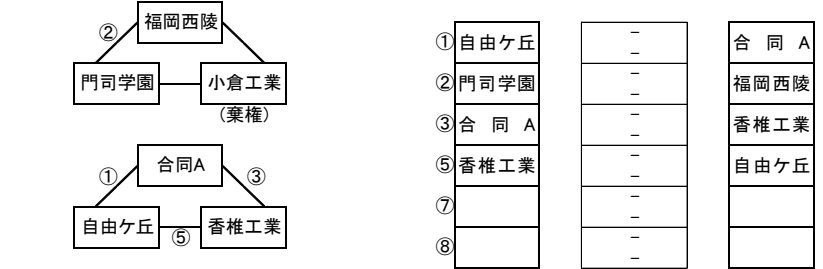 福岡西陵
②
門司学園
小倉工業
(棄権)
合同A
①
③
自由ケ丘
⑤
香椎工業
① 自由ケ丘 - - 合 同 A
② 門司学園 - - 福岡西陵
③ 合 同 A - - 香椎工業
⑤ 香椎工業 - - 自由ケ丘
⑦ - -
⑧ - -